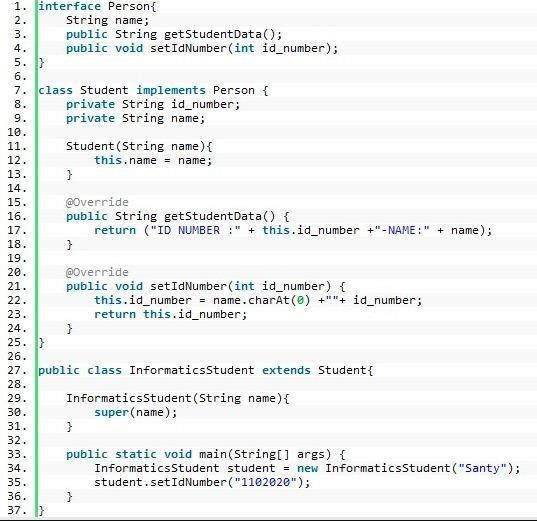 1. interface Person{
2.     String name;
3.     public String getStudentData();
4.     public void setIdNumber(int id_number);
5. }
6.
7. class Student implements Person {
8.     private String id_number;
9.     private String name;
10.
11.     Student(String name){
12.         this.name = name;
13.     }
14.
15.     @Override
16.     public String getStudentData() {
17.         return ("ID NUMBER :" + this.id_number +"-NAME:" + name);
18.     }
19.
20.     @Override
21.     public void setIdNumber(int id_number) {
22.         this.id_number = name.charAt(0) +""+ id_number;
23.         return this.id_number;
24.     }
25. }
26.
27. public class InformaticsStudent extends Student{
28.
29.     InformaticsStudent(String name){
30.         super(name);
31.     }
32.
33.     public static void main(String[] args) {
34.         InformaticsStudent student = new InformaticsStudent("Santy");
35.         student.setIdNumber("1102020");
36.     }
37. }